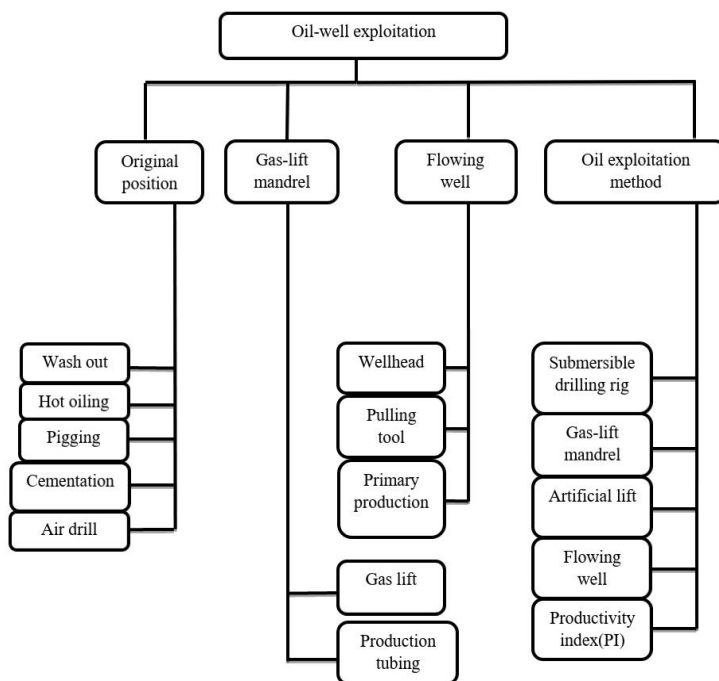 Oil-well exploitation
Original
position
Gas-lift
mandrel
Flowing
well
Oil exploitation
method
Wash out
Hot oiling
Pigging
Cementation
Air drill
Gas lift
Production
tubing
Wellhead
Pulling
tool
Primary
production
Submersible
drilling rig
Gas-lift
mandrel
Artificial lift
Flowing
well
Productivity
index(PI)